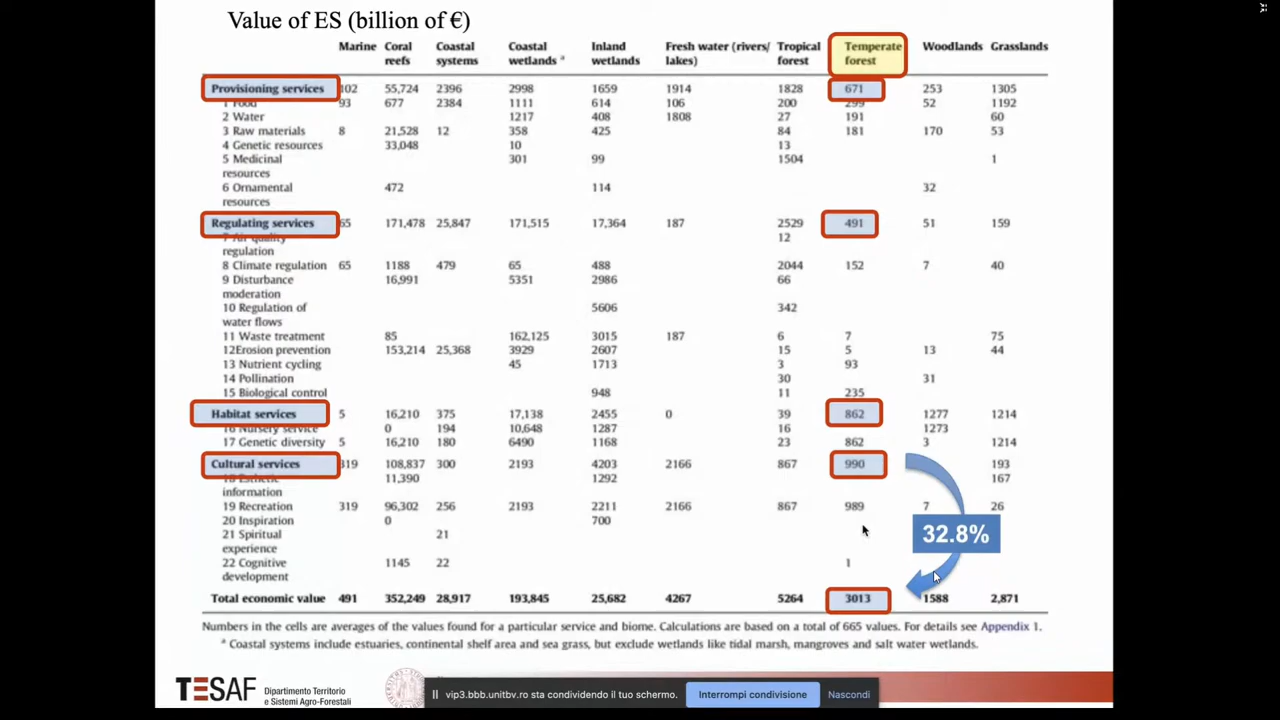 Value of ES (billion of €)
Marine Coral reefs Coastal systems Coastal wetlands ᵃ Inland wetlands Fresh water (rivers/ lakes) Tropical forest Temperate forest Woodlands Grasslands
Provisioning services 102 55,724 2396 2998 1659 1914 1828 671 253 1305
1 Food 93 677 2384 1111 614 106 200 299 52 1192
2 Water 1217 408 1808 27 191 60
3 Raw materials 8 21,528 12 358 425 84 181 170 53
4 Genetic resources 33,048 10 13
5 Medicinal 301 99 1504 1
resources
6 Ornamental 472 114 32
resources
Regulating services 65 171,478 25,847 171,515 17,364 187 2529 491 51 159
7 Air quality 12
regulation
8 Climate regulation 65 1188 479 65 488 2044 152 7 40
9 Disturbance 16,991 5351 2986 66
moderation
10 Regulation of 5606 342
water flows
11 Waste treatment 85 162,125 3015 187 6 7 75
12Erosion prevention 153,214 25,368 3929 2607 15 5 13 44
13 Nutrient cycling 45 1713 3 93
14 Pollination 30 31
15 Biological control 948 11 235
Habitat services 5 16,210 375 17,138 2455 0 39 862 1277 1214
16 Nursery service 0 194 10,648 1287 16 1273
17 Genetic diversity 5 16,210 180 6490 1168 23 862 3 1214
Cultural services 319 108,837 300 2193 4203 2166 867 990 193
18 Esthetic 11,390 1292 167
information
19 Recreation 319 96,302 256 2193 2211 2166 867 989 7 26
20 Inspiration 0 700
21 Spiritual 21
experience
22 Cognitive 1145 22 1
development
32.8%
Total economic value 491 352,249 28,917 193,845 25,682 4267 5264 3013 1588 2,871
Numbers in the cells are averages of the values found for a particular service and biome. Calculations are based on a total of 665 values. For details see Appendix 1.
ᵃ Coastal systems include estuaries, continental shelf area and sea grass, but exclude wetlands like tidal marsh, mangroves and salt water wetlands.
TESAF Dipartimento Territorio
e Sistemi Agro-Forestali
vip3.bbb.unitbv.ro sta condividendo il tuo schermo. Interrompi condivisione Nascondi